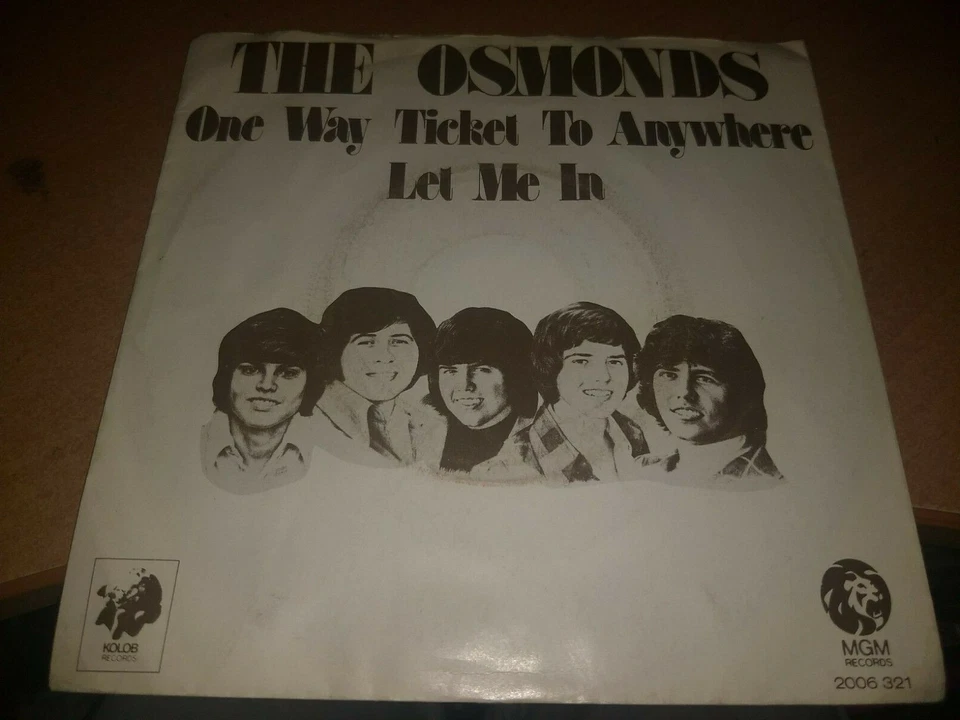 THE OSMONDS
One Way Ticket To Anywhere
Let Me In
KOLOB
RECORDS
MGM
RECORDS
2006 321